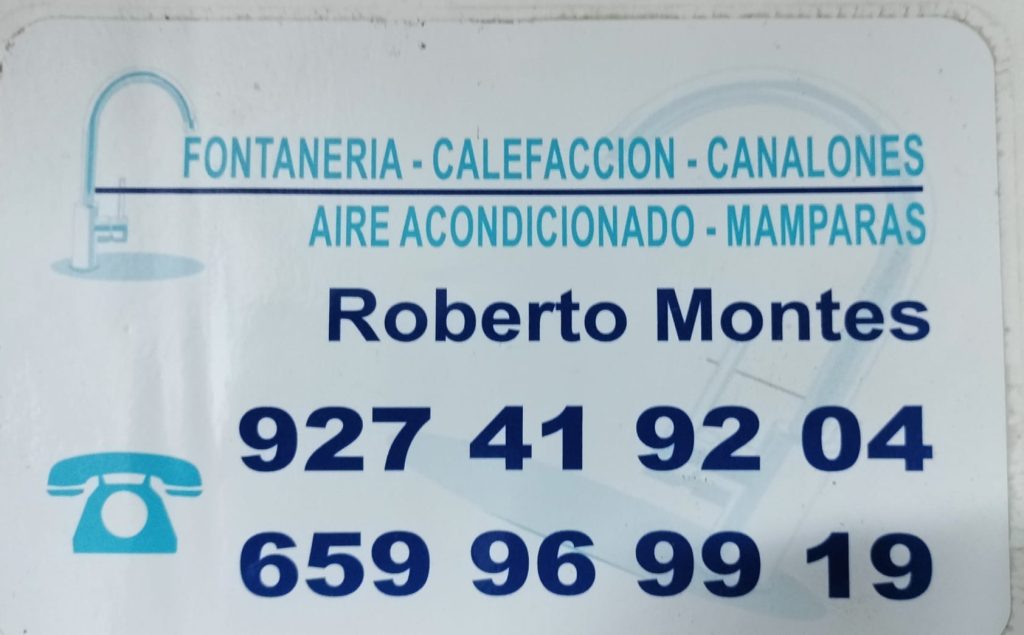 FONTANERIA - CALEFACCION - CANALONES
AIRE ACONDICIONADO - MAMPARAS
Roberto Montes
927 41 92 04
659 96 99 19